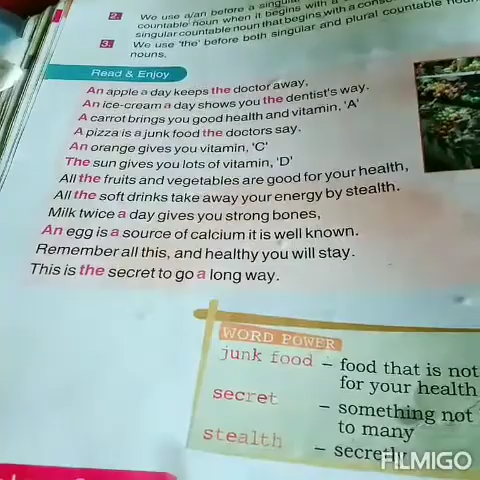 2. We use a/an before a singular
countable noun when it begins with a
singular countable noun that begins with a
3. We use 'the' before both singular and plural countable
nouns.
Read & Enjoy
An apple a day keeps the doctor away,
An ice-cream a day shows you the dentist's way.
A carrot brings you good health and vitamin, 'A'
A pizza is a junk food the doctors say.
An orange gives you vitamin, 'C'
The sun gives you lots of vitamin, 'D'
All the fruits and vegetables are good for your health,
All the soft drinks take away your energy by stealth.
Milk twice a day gives you strong bones,
An egg is a source of calcium it is well known.
Remember all this, and healthy you will stay.
This is the secret to go a long way.
WORD POWER
junk food – food that is not
for your health
secret – something not
to many
stealth – secretly
FILMIGO